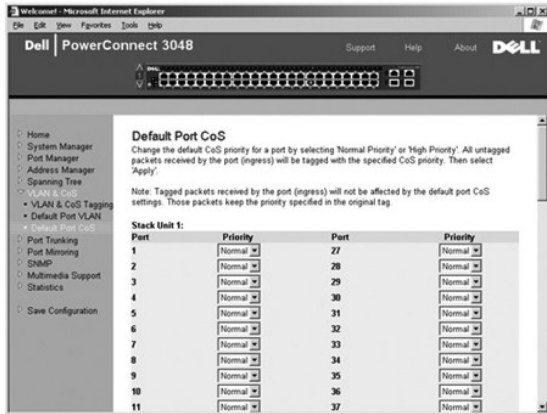 Welcome! - Microsoft Internet Explorer
File Edit View Favorites Tools Help
Dell | PowerConnect 3048
Support Help About DELL
Home
System Manager
Port Manager
Address Manager
Spanning Tree
VLAN & CoS
VLAN & CoS Tagging
Default Port VLAN
Default Port CoS
Port Trunking
Port Mirroring
SNMP
Multimedia Support
Statistics
Save Configuration
Default Port CoS
Change the default CoS priority for a port by selecting 'Normal Priority' or 'High Priority'. All untagged
packets received by the port (ingress) will be tagged with the specified CoS priority. Then select
'Apply'.
Note: Tagged packets received by the port (ingress) will not be affected by the default port CoS
settings. Those packets keep the priority specified in the original tag.
Stack Unit 1:
Port Priority Port Priority
1 Normal 27 Normal
2 Normal 28 Normal
3 Normal 29 Normal
4 Normal 30 Normal
5 Normal 31 Normal
6 Normal 32 Normal
7 Normal 33 Normal
8 Normal 34 Normal
9 Normal 35 Normal
10 Normal 36 Normal
11 Normal 37 Normal